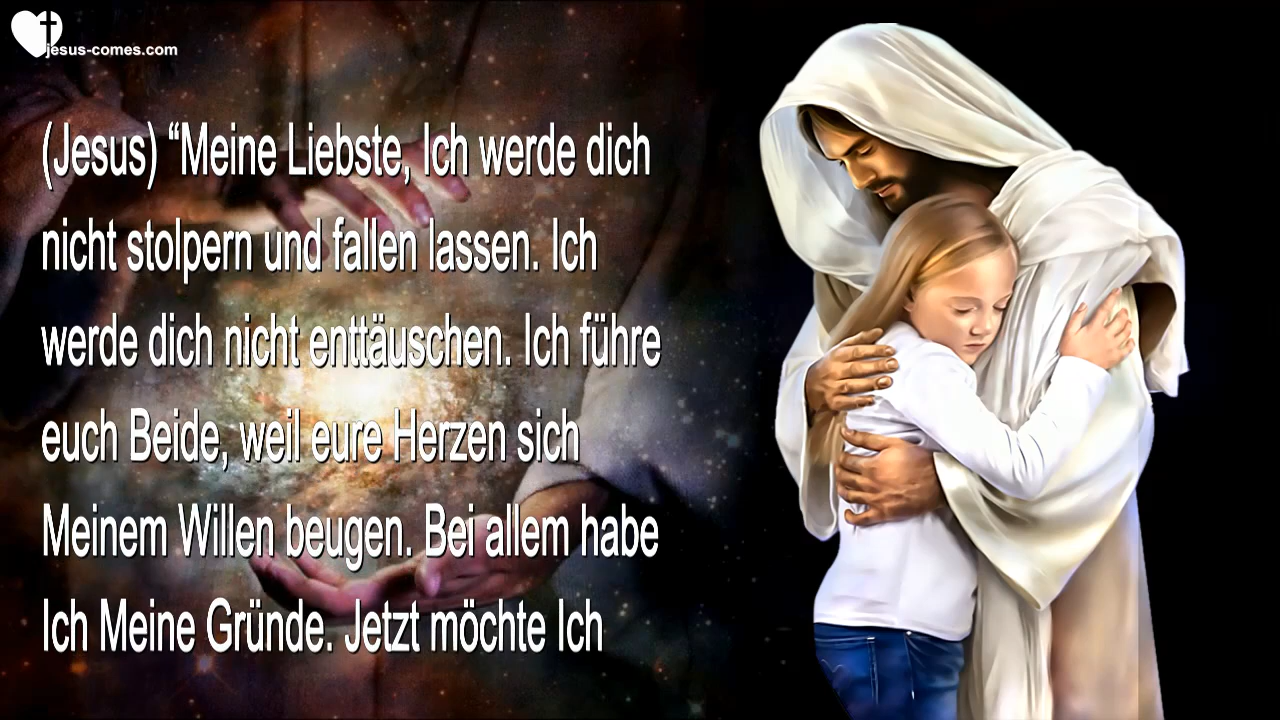 jesus-comes.com
(Jesus) “Meine Liebste, Ich werde dich
nicht stolpern und fallen lassen. Ich
werde dich nicht enttäuschen. Ich führe
euch Beide, weil eure Herzen sich
Meinem Willen beugen. Bei allem habe
Ich Meine Gründe. Jetzt möchte Ich